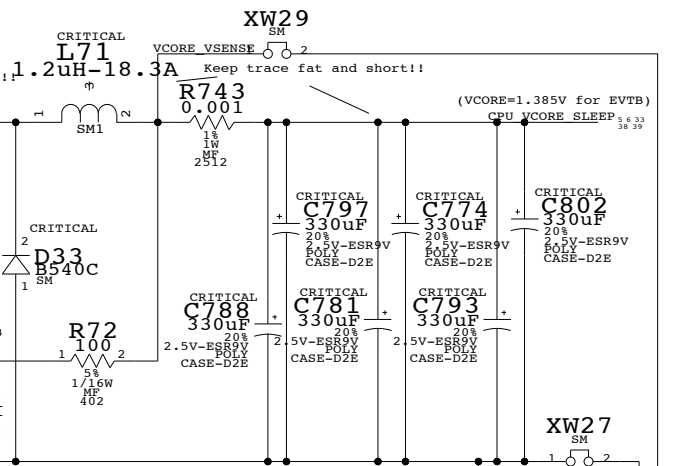 XW29
SM
VCORE_VSENSE 1 2
CRITICAL
L71
1.2uH-18.3A
!!
Keep trace fat and short!!
1 2
SM1
R743
0.001
1%
1W
MF
2512
(VCORE=1.385V for EVTB)
CPU_VCORE_SLEEP 5 6 33
38 39
CRITICAL
C797
330uF
20%
2.5V-ESR9V
POLY
CASE-D2E
CRITICAL
C774
330uF
20%
2.5V-ESR9V
POLY
CASE-D2E
CRITICAL
C802
330uF
20%
2.5V-ESR9V
POLY
CASE-D2E
CRITICAL
2
D33
B540C
SM
1
CRITICAL
C788
330uF
20%
2.5V-ESR9V
POLY
CASE-D2E
CRITICAL
C781
330uF
20%
2.5V-ESR9V
POLY
CASE-D2E
CRITICAL
C793
330uF
20%
2.5V-ESR9V
POLY
CASE-D2E
R72
100
1 2
5%
1/16W
MF
402
XW27
SM
1 2